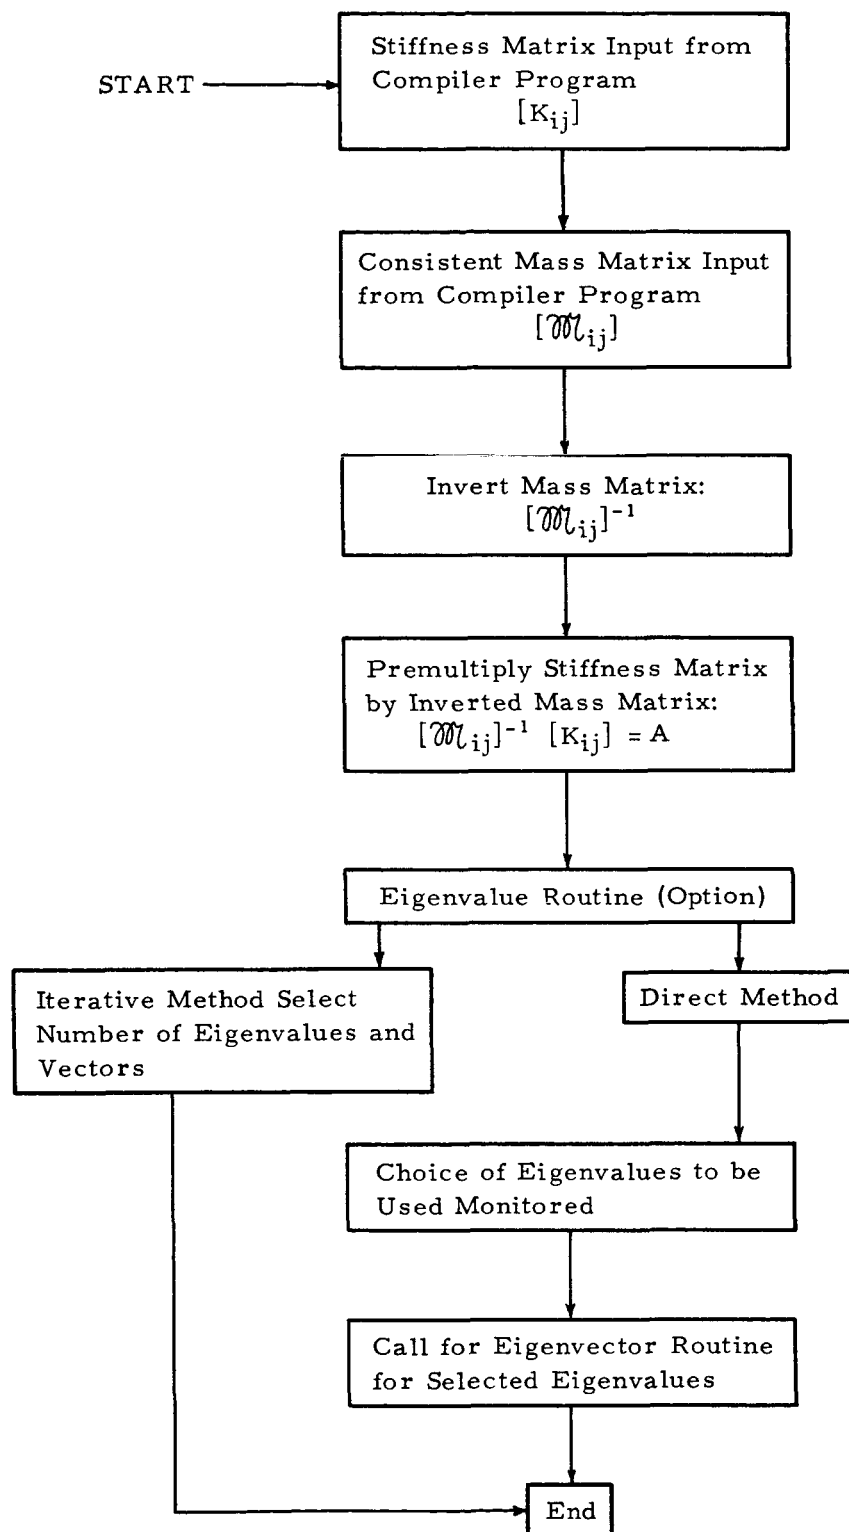 Stiffness Matrix Input from
START
Compiler Program
[K_ij]
Consistent Mass Matrix Input
from Compiler Program
[𝔐_ij]
Invert Mass Matrix:
[𝔐_ij]⁻¹
Premultiply Stiffness Matrix
by Inverted Mass Matrix:
[𝔐_ij]⁻¹ [K_ij] = A
Eigenvalue Routine (Option)
Iterative Method Select
Number of Eigenvalues and
Vectors
Direct Method
Choice of Eigenvalues to be
Used Monitored
Call for Eigenvector Routine
for Selected Eigenvalues
End